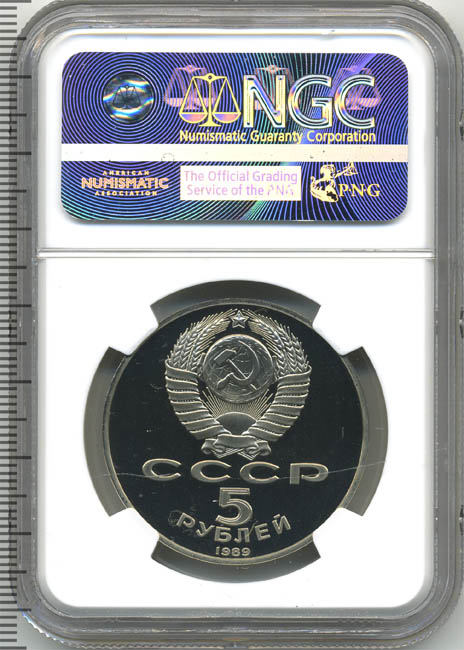 NGC
Numismatic Guaranty Corporation
AMERICAN
NUMISMATIC
ASSOCIATION
The Official Grading
Service of the PNG
PNG
СССР
5
РУБЛЕЙ
1989